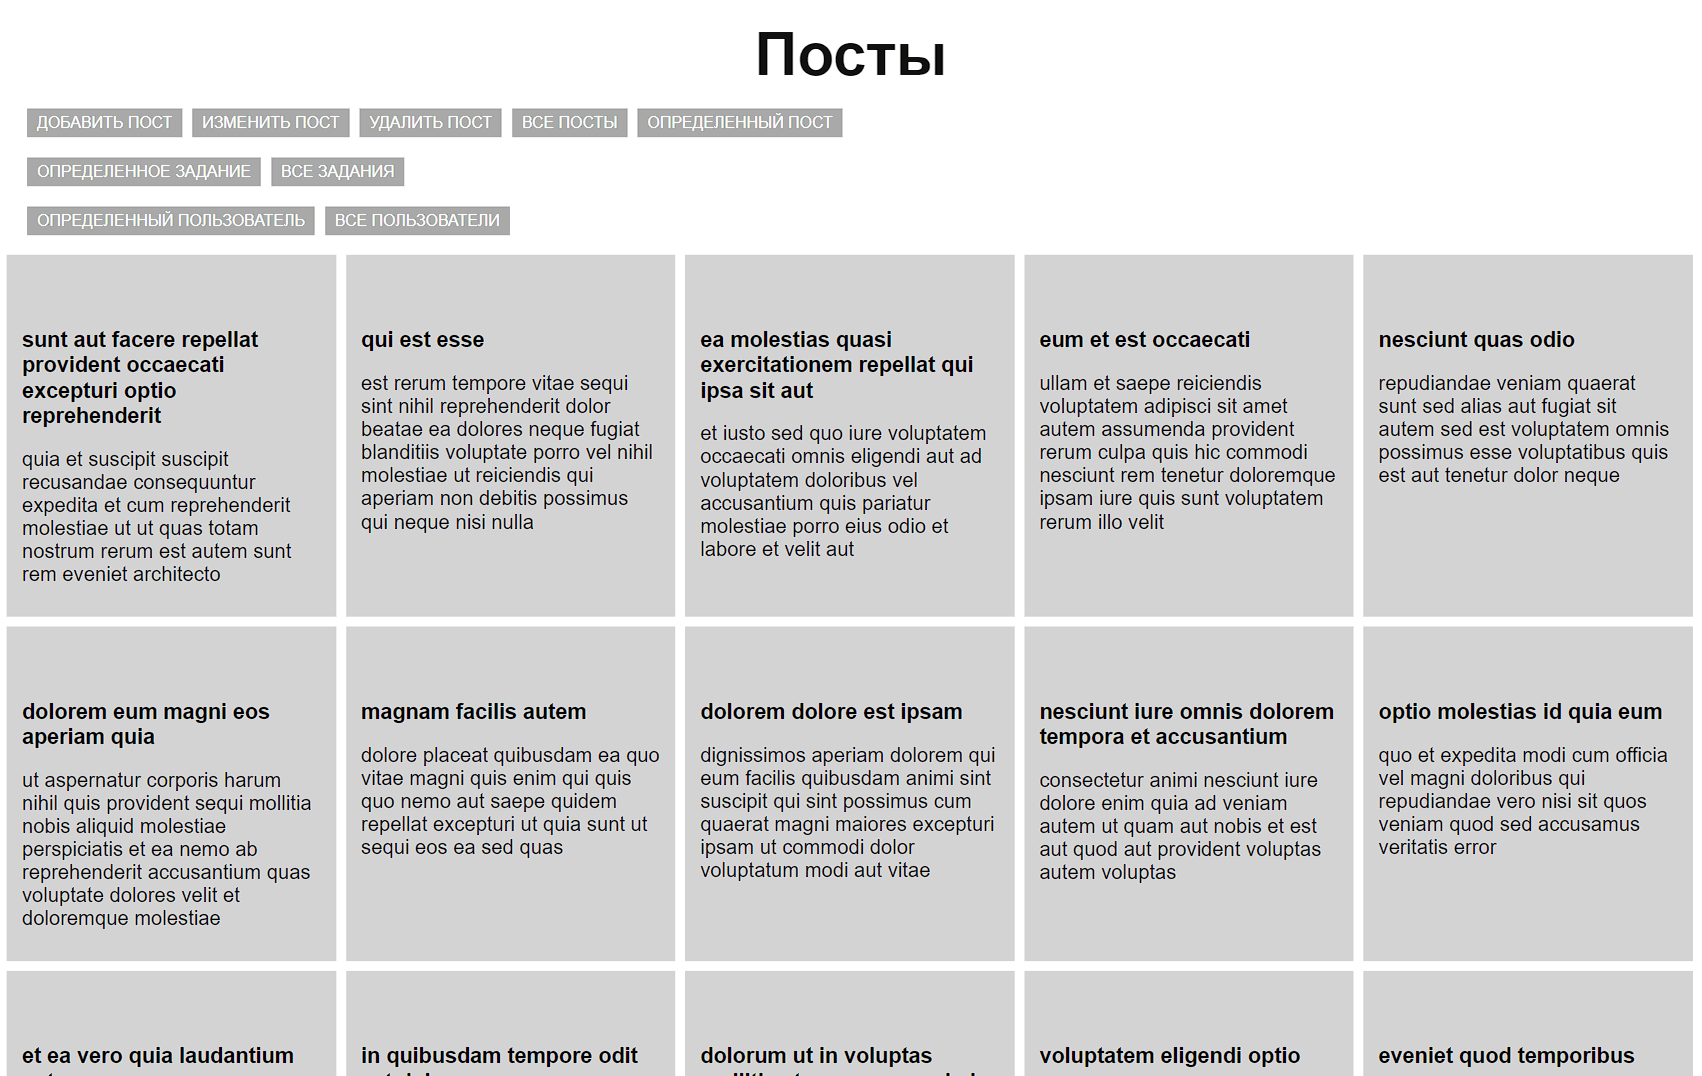 Посты
ДОБАВИТЬ ПОСТ ИЗМЕНИТЬ ПОСТ УДАЛИТЬ ПОСТ ВСЕ ПОСТЫ ОПРЕДЕЛЕННЫЙ ПОСТ
ОПРЕДЕЛЕННОЕ ЗАДАНИЕ ВСЕ ЗАДАНИЯ
ОПРЕДЕЛЕННЫЙ ПОЛЬЗОВАТЕЛЬ ВСЕ ПОЛЬЗОВАТЕЛИ
sunt aut facere repellat
provident occaecati
excepturi optio
reprehenderit
quia et suscipit suscipit
recusandae consequuntur
expedita et cum reprehenderit
molestiae ut ut quas totam
nostrum rerum est autem sunt
rem eveniet architecto
qui est esse
est rerum tempore vitae sequi
sint nihil reprehenderit dolor
beatae ea dolores neque fugiat
blanditiis voluptate porro vel nihil
molestiae ut reiciendis qui
aperiam non debitis possimus
qui neque nisi nulla
ea molestias quasi
exercitationem repellat qui
ipsa sit aut
et iusto sed quo iure voluptatem
occaecati omnis eligendi aut ad
voluptatem doloribus vel
accusantium quis pariatur
molestiae porro eius odio et
labore et velit aut
eum et est occaecati
ullam et saepe reiciendis
voluptatem adipisci sit amet
autem assumenda provident
rerum culpa quis hic commodi
nesciunt rem tenetur doloremque
ipsam iure quis sunt voluptatem
rerum illo velit
nesciunt quas odio
repudiandae veniam quaerat
sunt sed alias aut fugiat sit
autem sed est voluptatem omnis
possimus esse voluptatibus quis
est aut tenetur dolor neque
dolorem eum magni eos
aperiam quia
ut aspernatur corporis harum
nihil quis provident sequi mollitia
nobis aliquid molestiae
perspiciatis et ea nemo ab
reprehenderit accusantium quas
voluptate dolores velit et
doloremque molestiae
magnam facilis autem
dolore placeat quibusdam ea quo
vitae magni quis enim qui quis
quo nemo aut saepe quidem
repellat excepturi ut quia sunt ut
sequi eos ea sed quas
dolorem dolore est ipsam
dignissimos aperiam dolorem qui
eum facilis quibusdam animi sint
suscipit qui sint possimus cum
quaerat magni maiores excepturi
ipsam ut commodi dolor
voluptatum modi aut vitae
nesciunt iure omnis dolorem
tempora et accusantium
consectetur animi nesciunt iure
dolore enim quia ad veniam
autem ut quam aut nobis et est
aut quod aut provident voluptas
autem voluptas
optio molestias id quia eum
quo et expedita modi cum officia
vel magni doloribus qui
repudiandae vero nisi sit quos
veniam quod sed accusamus
veritatis error
et ea vero quia laudantium
in quibusdam tempore odit
dolorum ut in voluptas
voluptatem eligendi optio
eveniet quod temporibus